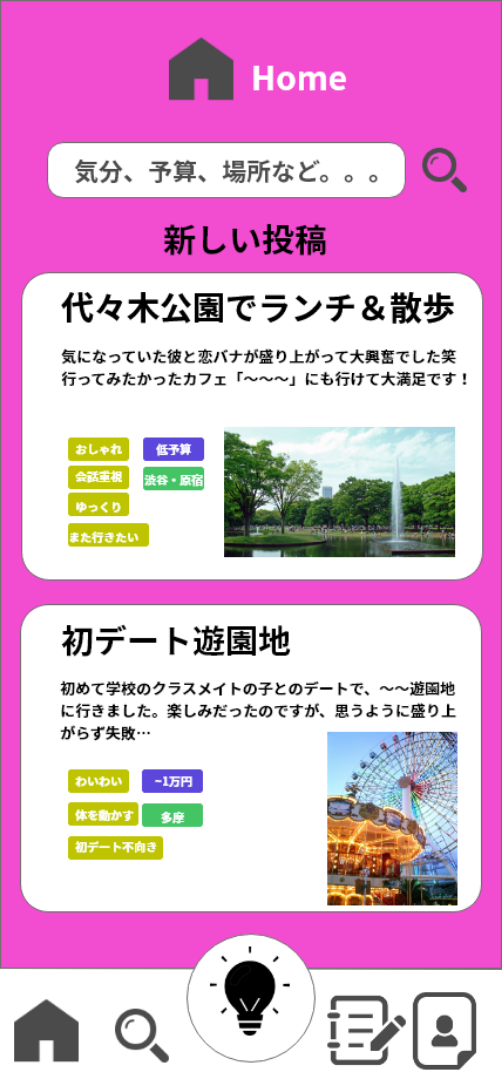 Home
気分、予算、場所など。。。
新しい投稿
代々木公園でランチ＆散歩
気になっていた彼と恋バナが盛り上がって大興奮でした笑
行ってみたかったカフェ「〜〜〜」にも行けて大満足です！
おしゃれ 低予算
会話重視 渋谷・原宿
ゆっくり
また行きたい
初デート遊園地
初めて学校のクラスメイトの子とのデートで、〜〜遊園地
に行きました。楽しみだったのですが、思うように盛り上
がらず失敗…
わいわい ~1万円
体を動かす 多摩
初デート不向き